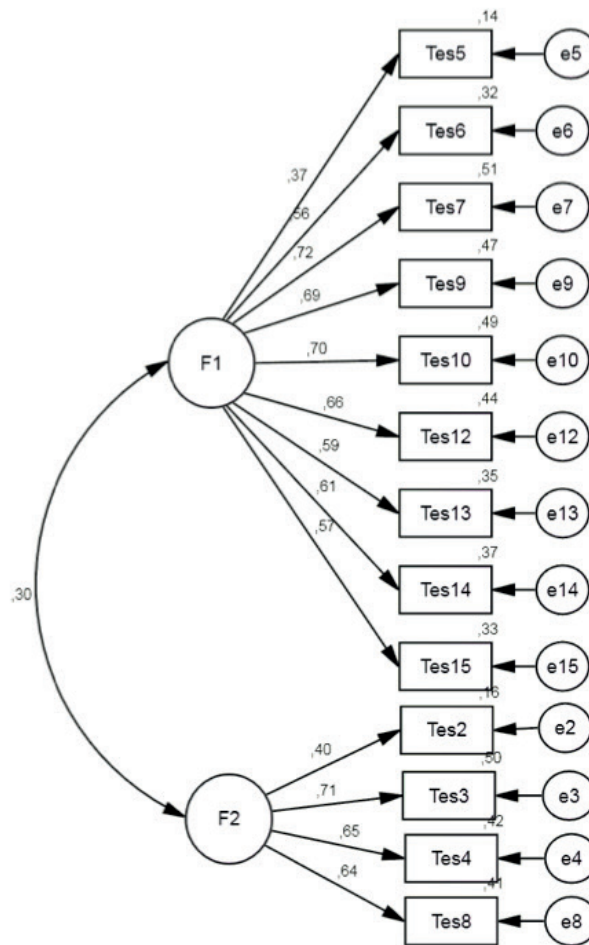 ,14
Tes5
e5
,32
Tes6
e6
,37
,51
,56
Tes7
e7
,72
,47
Tes9
e9
,69
,49
F1
,70
Tes10
e10
,66
,44
Tes12
e12
,59
,35
,61
Tes13
e13
,57
,37
Tes14
e14
,30
,33
Tes15
e15
,16
Tes2
e2
,40
,50
,71
Tes3
e3
F2
,42
,65
Tes4
e4
,64
,41
Tes8
e8